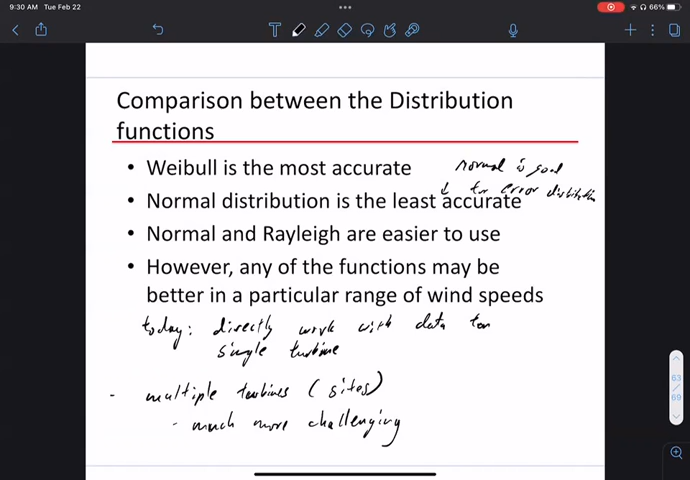 9:30 AM Tue Feb 22
66%
Comparison between the Distribution
functions
• Weibull is the most accurate
normal is good
for error distribution
• Normal distribution is the least accurate
• Normal and Rayleigh are easier to use
• However, any of the functions may be
better in a particular range of wind speeds
today: directly work with data for
single turbine
- multiple turbines (sites)
- much more challenging
63
/
69